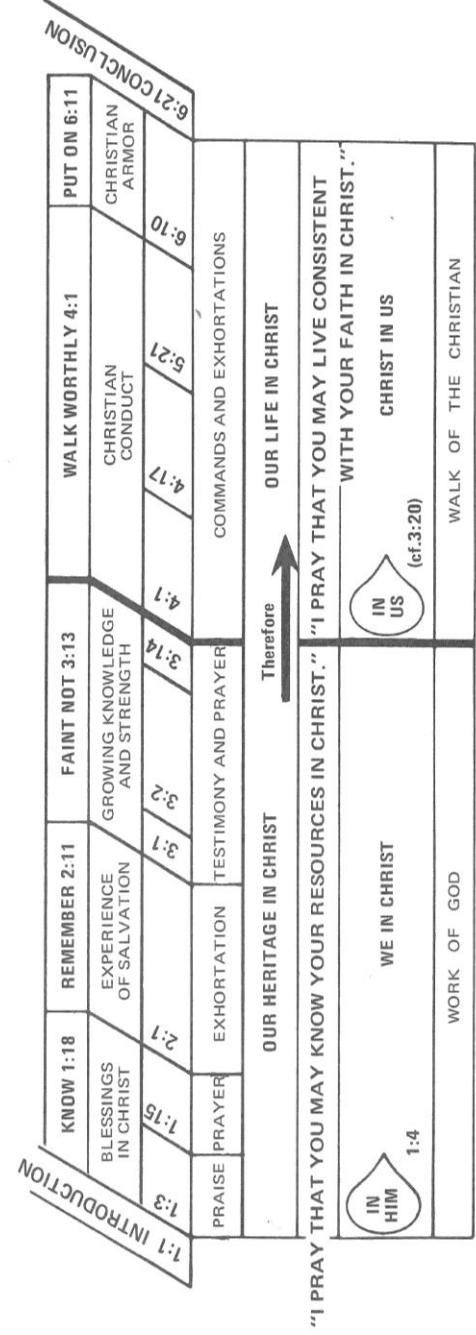 1:1 INTRODUCTION
KNOW 1:18
REMEMBER 2:11
FAINT NOT 3:13
WALK WORTHLY 4:1
PUT ON 6:11
6:21 CONCLUSION
BLESSINGS
IN CHRIST
EXPERIENCE
OF SALVATION
GROWING KNOWLEDGE
AND STRENGTH
CHRISTIAN
CONDUCT
CHRISTIAN
ARMOR
1:3
1:15
2:1
3:1
3:2
3:14
4:1
4:17
5:21
6:10
PRAISE
PRAYER
EXHORTATION
TESTIMONY AND PRAYER
COMMANDS AND EXHORTATIONS
OUR HERITAGE IN CHRIST
Therefore
OUR LIFE IN CHRIST
"I PRAY THAT YOU MAY KNOW YOUR RESOURCES IN CHRIST."
"I PRAY THAT YOU MAY LIVE CONSISTENT
WITH YOUR FAITH IN CHRIST."
IN
HIM
1:4
WE IN CHRIST
IN
US
(cf.3:20)
CHRIST IN US
WORK OF GOD
WALK OF THE CHRISTIAN